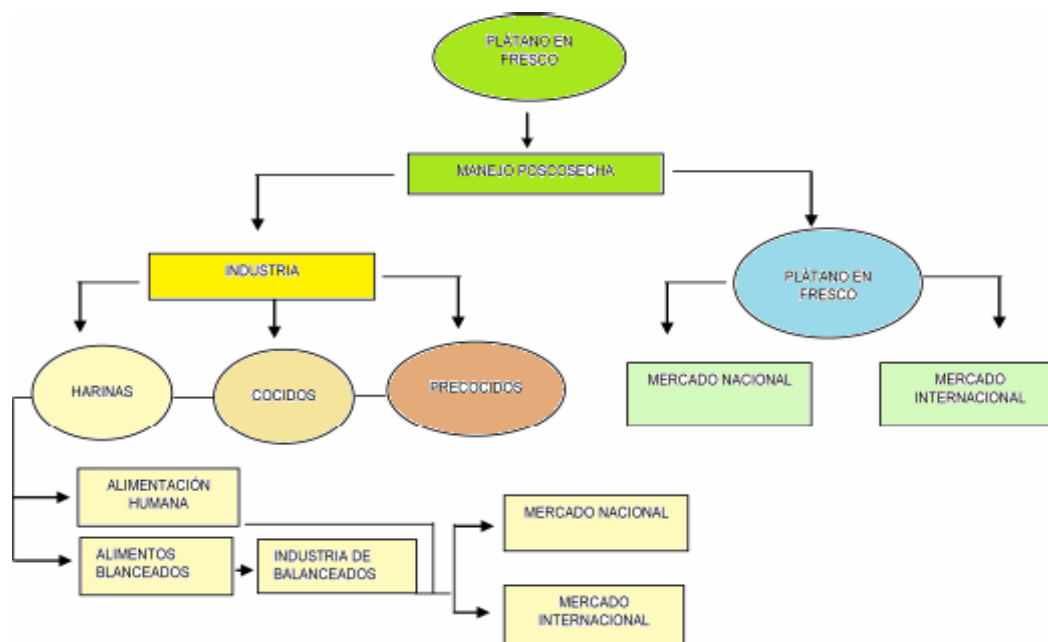 PLÁTANO EN
FRESCO
MANEJO POSCOSECHA
INDUSTRIA
PLÁTANO EN
FRESCO
HARINAS
COCIDOS
PRECOCIDOS
MERCADO NACIONAL
MERCADO
INTERNACIONAL
ALIMENTACIÓN
HUMANA
MERCADO NACIONAL
ALIMENTOS
BLANCEADOS
INDUSTRIA DE
BALANCEADOS
MERCADO
INTERNACIONAL